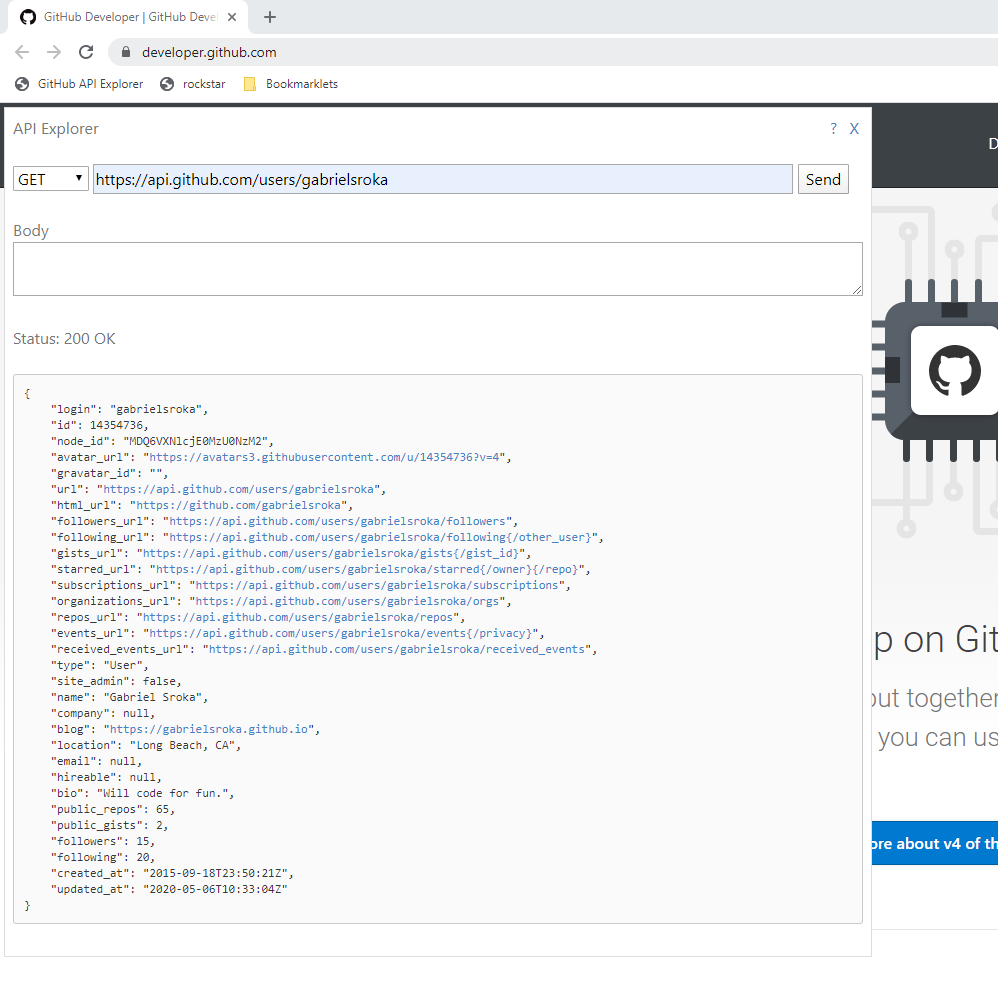 GitHub Developer | GitHub Deve
developer.github.com
GitHub API Explorer rockstar Bookmarklets
API Explorer ? X
GET https://api.github.com/users/gabrielsroka Send
Body
Status: 200 OK
{
"login": "gabrielsroka",
"id": 14354736,
"node_id": "MDQ6VXNlcjE0MzU0NzM2",
"avatar_url": "https://avatars3.githubusercontent.com/u/14354736?v=4",
"gravatar_id": "",
"url": "https://api.github.com/users/gabrielsroka",
"html_url": "https://github.com/gabrielsroka",
"followers_url": "https://api.github.com/users/gabrielsroka/followers",
"following_url": "https://api.github.com/users/gabrielsroka/following{/other_user}",
"gists_url": "https://api.github.com/users/gabrielsroka/gists{/gist_id}",
"starred_url": "https://api.github.com/users/gabrielsroka/starred{/owner}{/repo}",
"subscriptions_url": "https://api.github.com/users/gabrielsroka/subscriptions",
"organizations_url": "https://api.github.com/users/gabrielsroka/orgs",
"repos_url": "https://api.github.com/users/gabrielsroka/repos",
"events_url": "https://api.github.com/users/gabrielsroka/events{/privacy}",
"received_events_url": "https://api.github.com/users/gabrielsroka/received_events",
"type": "User",
"site_admin": false,
"name": "Gabriel Sroka",
"company": null,
"blog": "https://gabrielsroka.github.io",
"location": "Long Beach, CA",
"email": null,
"hireable": null,
"bio": "Will code for fun.",
"public_repos": 65,
"public_gists": 2,
"followers": 15,
"following": 20,
"created_at": "2015-09-18T23:50:21Z",
"updated_at": "2020-05-06T10:33:04Z"
}
D
p on Git
out together
you can us
ore about v4 of th